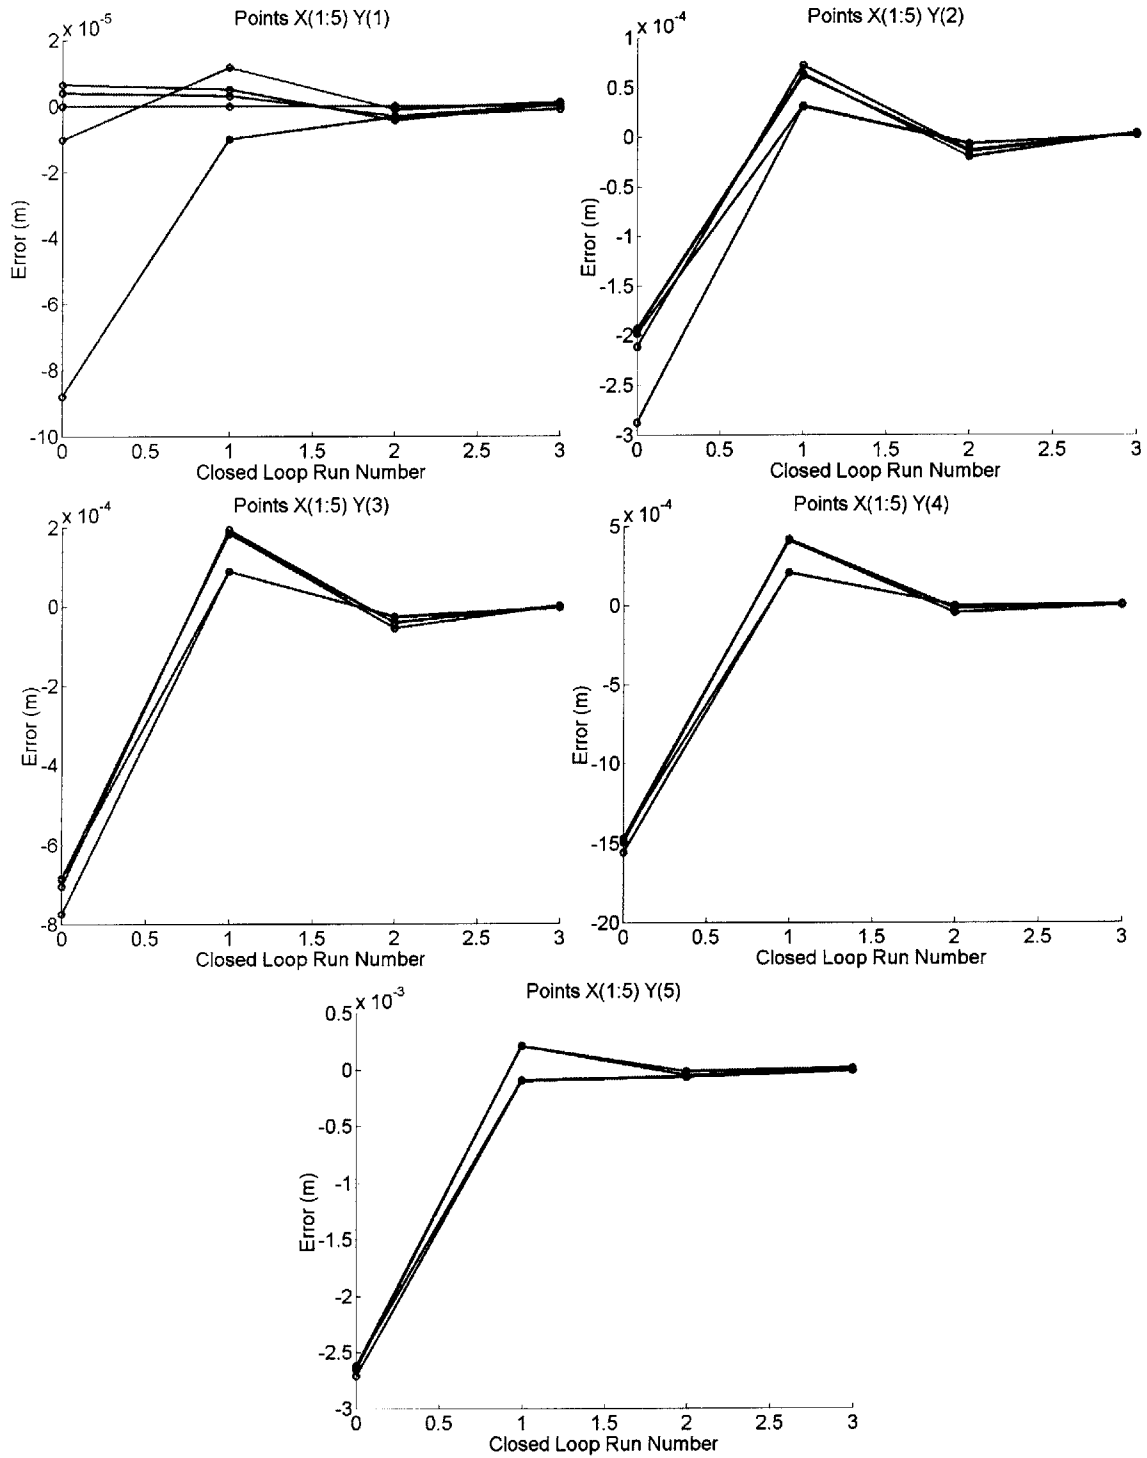 Points X(1:5) Y(1)
2 x 10-5
0
-2
-4
-6
-8
-10
Error (m)
0 0.5 1 1.5 2 2.5 3
Closed Loop Run Number
Points X(1:5) Y(2)
1 x 10-4
0.5
0
-0.5
-1
-1.5
-2
-2.5
-3
Error (m)
0 0.5 1 1.5 2 2.5 3
Closed Loop Run Number
Points X(1:5) Y(3)
2 x 10-4
0
-2
-4
-6
-8
Error (m)
0 0.5 1 1.5 2 2.5 3
Closed Loop Run Number
Points X(1:5) Y(4)
5 x 10-4
0
-5
-10
-15
-20
Error (m)
0 0.5 1 1.5 2 2.5 3
Closed Loop Run Number
Points X(1:5) Y(5)
0.5 x 10-3
0
-0.5
-1
-1.5
-2
-2.5
-3
Error (m)
0 0.5 1 1.5 2 2.5 3
Closed Loop Run Number